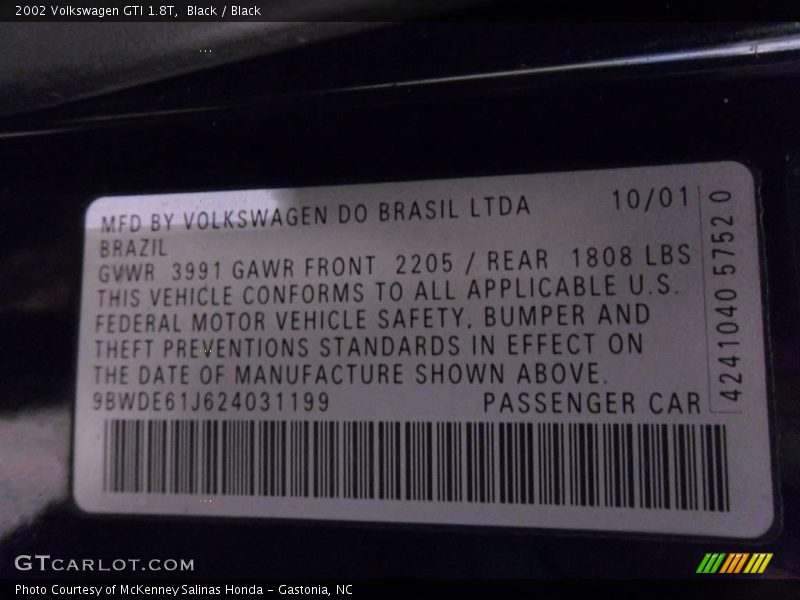 2002 Volkswagen GTI 1.8T, Black / Black
MFD BY VOLKSWAGEN DO BRASIL LTDA 10/01
BRAZIL
GVWR 3991 GAWR FRONT 2205 / REAR 1808 LBS
THIS VEHICLE CONFORMS TO ALL APPLICABLE U.S.
FEDERAL MOTOR VEHICLE SAFETY, BUMPER AND
THEFT PREVENTIONS STANDARDS IN EFFECT ON
THE DATE OF MANUFACTURE SHOWN ABOVE.
9BWDE61J624031199 PASSENGER CAR
4241040 5752 0
GTCARLOT.COM
Photo Courtesy of McKenney Salinas Honda - Gastonia, NC